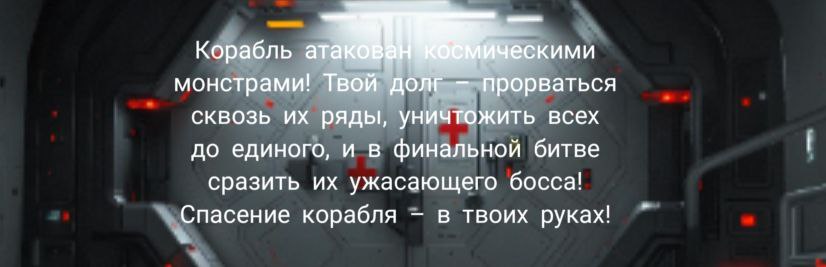 Корабль атакован космическими
монстрами! Твой долг – прорваться
сквозь их ряды, уничтожить всех
до единого, и в финальной битве
сразить их ужасающего босса!
Спасение корабля – в твоих руках!